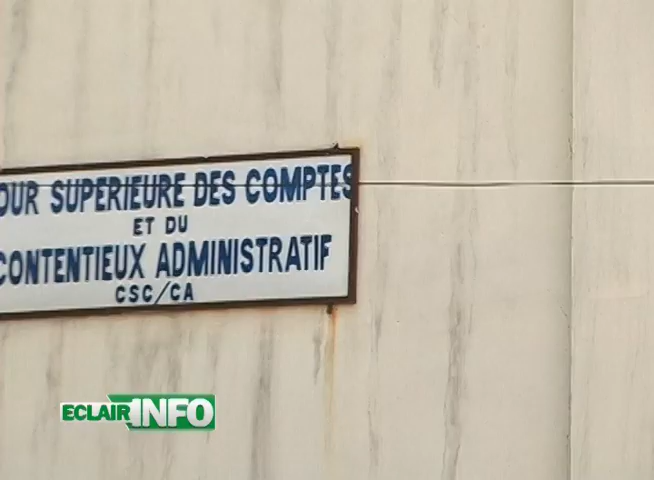 OUR SUPERIEURE DES COMPTES
ET DU
CONTENTIEUX ADMINISTRATIF
CSC/CA
ECLAIR INFO